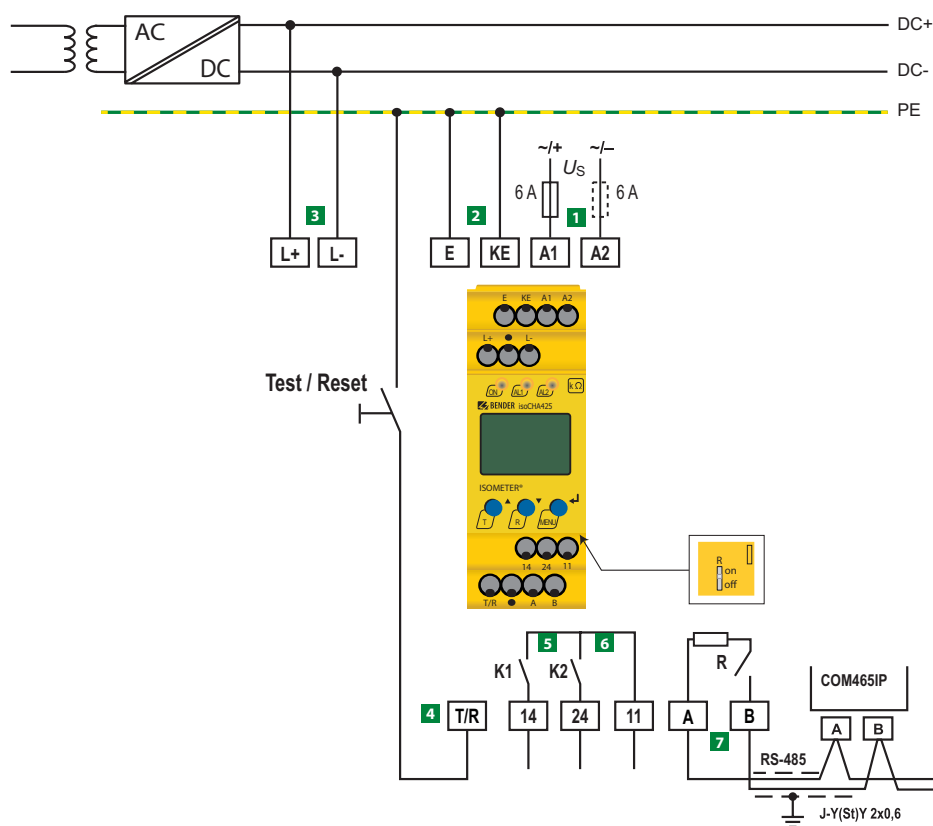 AC
DC
DC+
DC-
PE
~/+
~/–
US
6 A
6 A
3
2
1
L+
L-
E
KE
A1
A2
E KE A1 A2
L+ L-
Test / Reset
ON AL1 AL2 kΩ
BENDER isoCHA425
ISOMETER®
T R MENU
14 24 11
T/R A B
R
on
off
5
6
K1
K2
R
COM465IP
4
T/R
14
24
11
A
B
7
A
B
RS-485
J-Y(St)Y 2x0,6